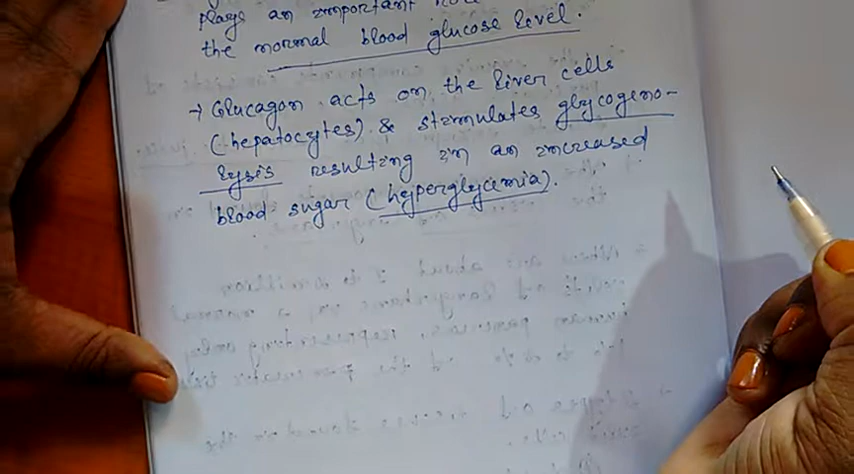 plays an important
the normal blood glucose level.
→ Glucagon acts on the liver cells
(hepatocytes) & stimulates glycogeno-
lysis resulting in an increased
blood sugar (hyperglycemia).